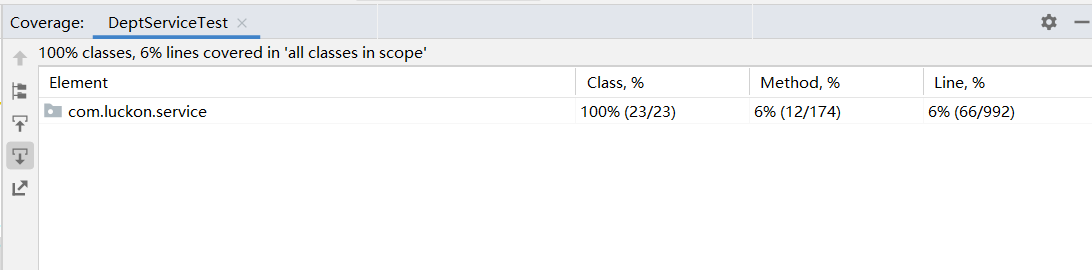 Coverage: DeptServiceTest
100% classes, 6% lines covered in 'all classes in scope'
Element Class, % Method, % Line, %
com.luckon.service 100% (23/23) 6% (12/174) 6% (66/992)